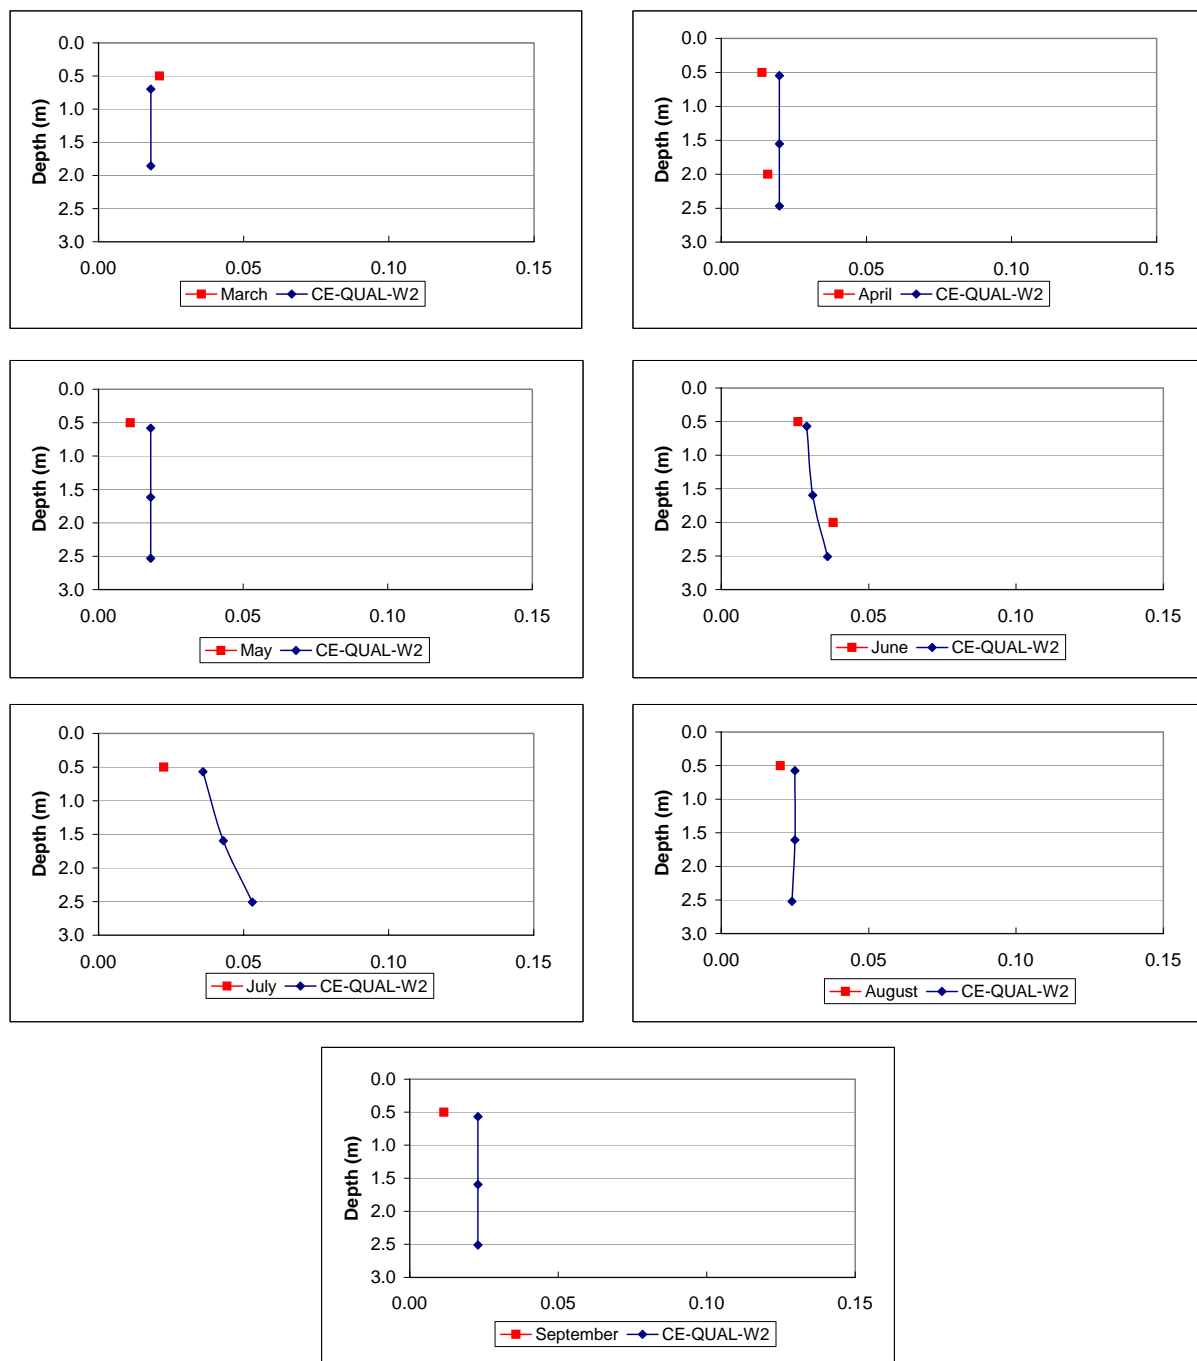 0.0
0.5
1.0
1.5
2.0
2.5
3.0
Depth (m)
0.00 0.05 0.10 0.15
March CE-QUAL-W2
0.0
0.5
1.0
1.5
2.0
2.5
3.0
Depth (m)
0.00 0.05 0.10 0.15
April CE-QUAL-W2
0.0
0.5
1.0
1.5
2.0
2.5
3.0
Depth (m)
0.00 0.05 0.10 0.15
May CE-QUAL-W2
0.0
0.5
1.0
1.5
2.0
2.5
3.0
Depth (m)
0.00 0.05 0.10 0.15
June CE-QUAL-W2
0.0
0.5
1.0
1.5
2.0
2.5
3.0
Depth (m)
0.00 0.05 0.10 0.15
July CE-QUAL-W2
0.0
0.5
1.0
1.5
2.0
2.5
3.0
Depth (m)
0.00 0.05 0.10 0.15
August CE-QUAL-W2
0.0
0.5
1.0
1.5
2.0
2.5
3.0
Depth (m)
0.00 0.05 0.10 0.15
September CE-QUAL-W2